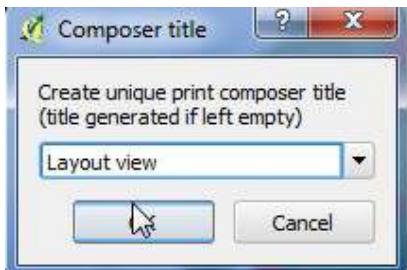 Composer title
?
X
Create unique print composer title
(title generated if left empty)
Layout view
Cancel